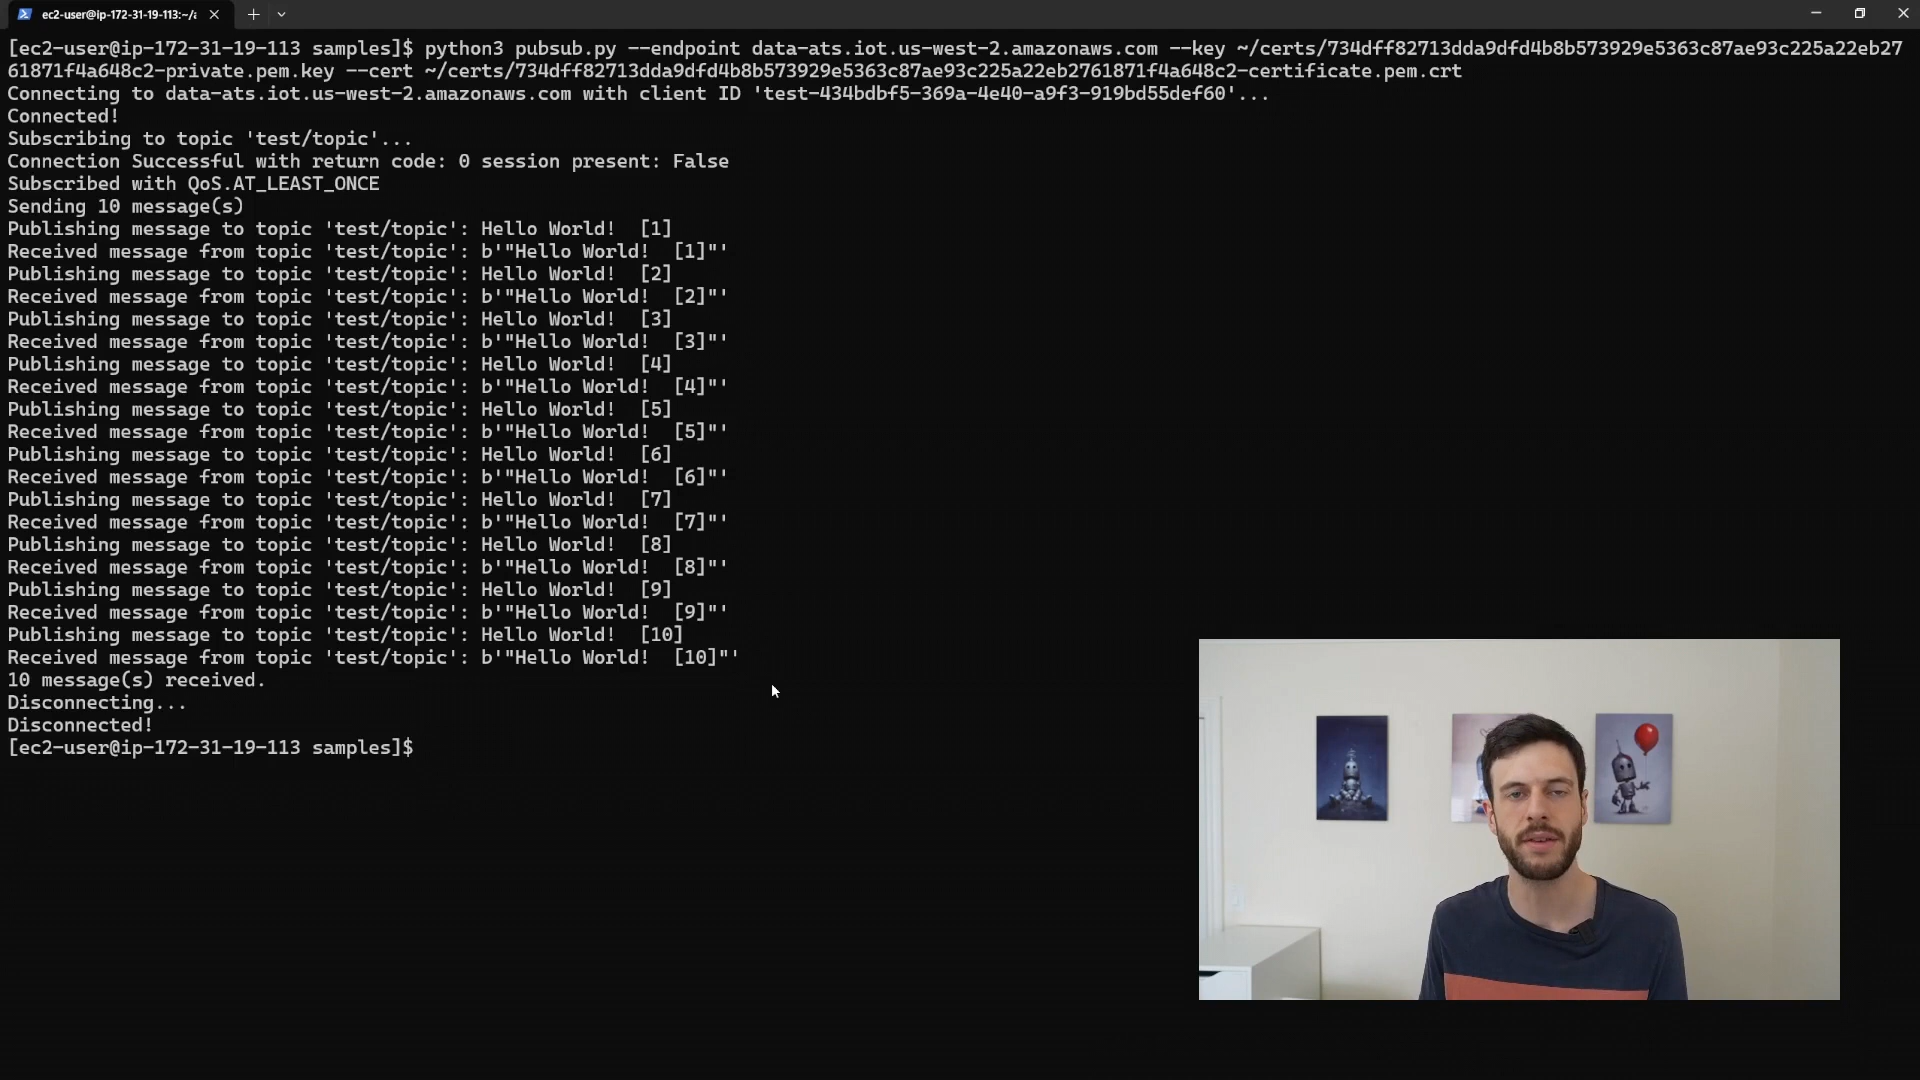 ec2-user@ip-172-31-19-113:~/a
[ec2-user@ip-172-31-19-113 samples]$ python3 pubsub.py --endpoint data-ats.iot.us-west-2.amazonaws.com --key ~/certs/734dff82713dda9dfd4b8b573929e5363c87ae93c225a22eb27
61871f4a648c2-private.pem.key --cert ~/certs/734dff82713dda9dfd4b8b573929e5363c87ae93c225a22eb2761871f4a648c2-certificate.pem.crt
Connecting to data-ats.iot.us-west-2.amazonaws.com with client ID 'test-434bdbf5-369a-4e40-a9f3-919bd55def60'...
Connected!
Subscribing to topic 'test/topic'...
Connection Successful with return code: 0 session present: False
Subscribed with QoS.AT_LEAST_ONCE
Sending 10 message(s)
Publishing message to topic 'test/topic': Hello World!  [1]
Received message from topic 'test/topic': b'"Hello World!  [1]"'
Publishing message to topic 'test/topic': Hello World!  [2]
Received message from topic 'test/topic': b'"Hello World!  [2]"'
Publishing message to topic 'test/topic': Hello World!  [3]
Received message from topic 'test/topic': b'"Hello World!  [3]"'
Publishing message to topic 'test/topic': Hello World!  [4]
Received message from topic 'test/topic': b'"Hello World!  [4]"'
Publishing message to topic 'test/topic': Hello World!  [5]
Received message from topic 'test/topic': b'"Hello World!  [5]"'
Publishing message to topic 'test/topic': Hello World!  [6]
Received message from topic 'test/topic': b'"Hello World!  [6]"'
Publishing message to topic 'test/topic': Hello World!  [7]
Received message from topic 'test/topic': b'"Hello World!  [7]"'
Publishing message to topic 'test/topic': Hello World!  [8]
Received message from topic 'test/topic': b'"Hello World!  [8]"'
Publishing message to topic 'test/topic': Hello World!  [9]
Received message from topic 'test/topic': b'"Hello World!  [9]"'
Publishing message to topic 'test/topic': Hello World!  [10]
Received message from topic 'test/topic': b'"Hello World!  [10]"'
10 message(s) received.
Disconnecting...
Disconnected!
[ec2-user@ip-172-31-19-113 samples]$